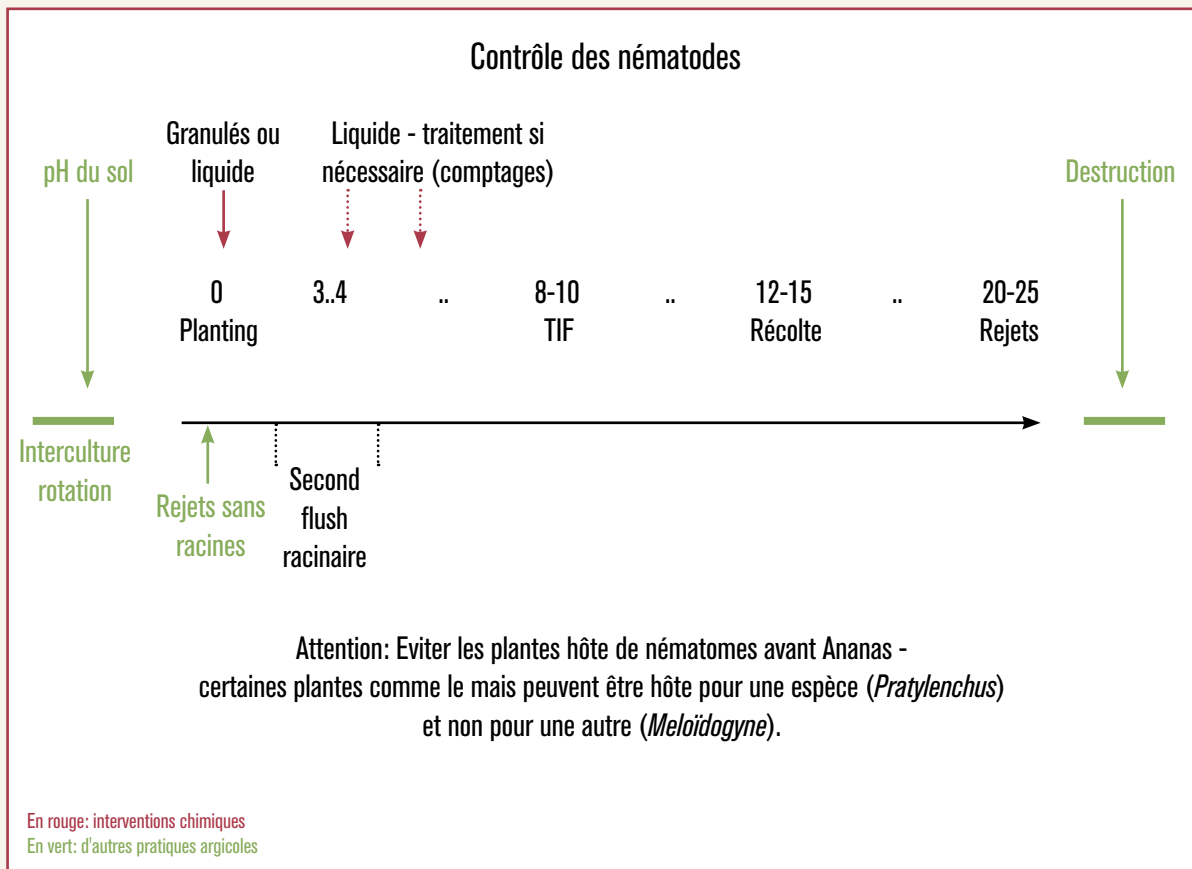 Contrôle des nématodes
Granulés ou
liquide
Liquide - traitement si
nécessaire (comptages)
pH du sol
Destruction
0
Planting
3..4
..
8-10
TIF
..
12-15
Récolte
..
20-25
Rejets
Interculture
rotation
Rejets sans
racines
Second
flush
racinaire
Attention: Eviter les plantes hôte de nématomes avant Ananas -
certaines plantes comme le mais peuvent être hôte pour une espèce (Pratylenchus)
et non pour une autre (Meloïdogyne).
En rouge: interventions chimiques
En vert: d'autres pratiques argicoles